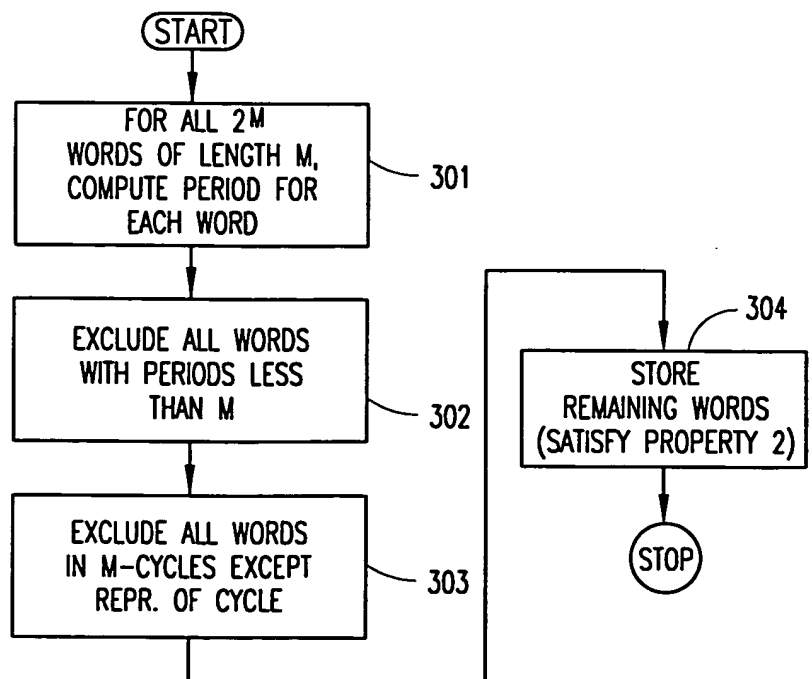 START
FOR ALL 2M
WORDS OF LENGTH M,
COMPUTE PERIOD FOR
EACH WORD
301
EXCLUDE ALL WORDS
WITH PERIODS LESS
THAN M
302
EXCLUDE ALL WORDS
IN M-CYCLES EXCEPT
REPR. OF CYCLE
303
304
STORE
REMAINING WORDS
(SATISFY PROPERTY 2)
STOP